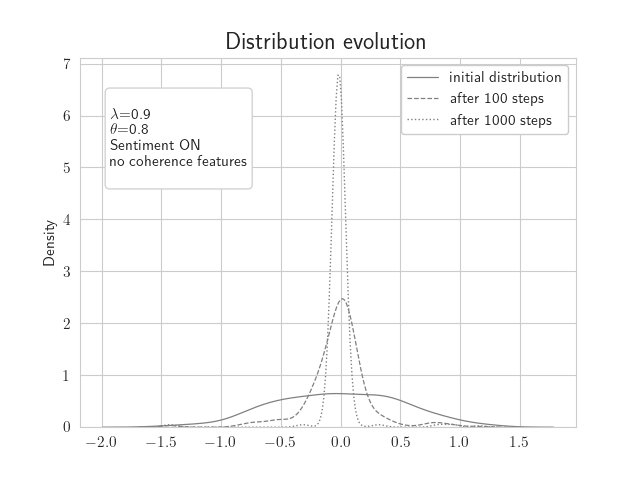 Distribution evolution
7
6
5
4
3
2
1
0
Density
λ=0.9
θ=0.8
Sentiment ON
no coherence features
initial distribution
after 100 steps
after 1000 steps
−2.0 −1.5 −1.0 −0.5 0.0 0.5 1.0 1.5